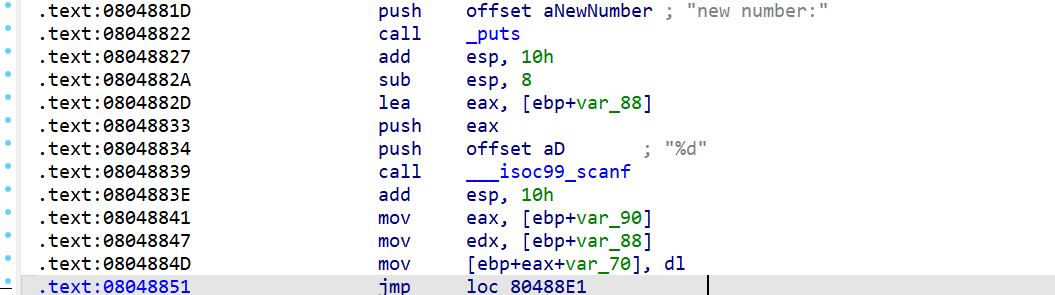 .text:0804881D push offset aNewNumber ; "new number:"
.text:08048822 call _puts
.text:08048827 add esp, 10h
.text:0804882A sub esp, 8
.text:0804882D lea eax, [ebp+var_88]
.text:08048833 push eax
.text:08048834 push offset aD ; "%d"
.text:08048839 call ___isoc99_scanf
.text:0804883E add esp, 10h
.text:08048841 mov eax, [ebp+var_90]
.text:08048847 mov edx, [ebp+var_88]
.text:0804884D mov [ebp+eax+var_70], dl
.text:08048851 jmp loc_80488E1